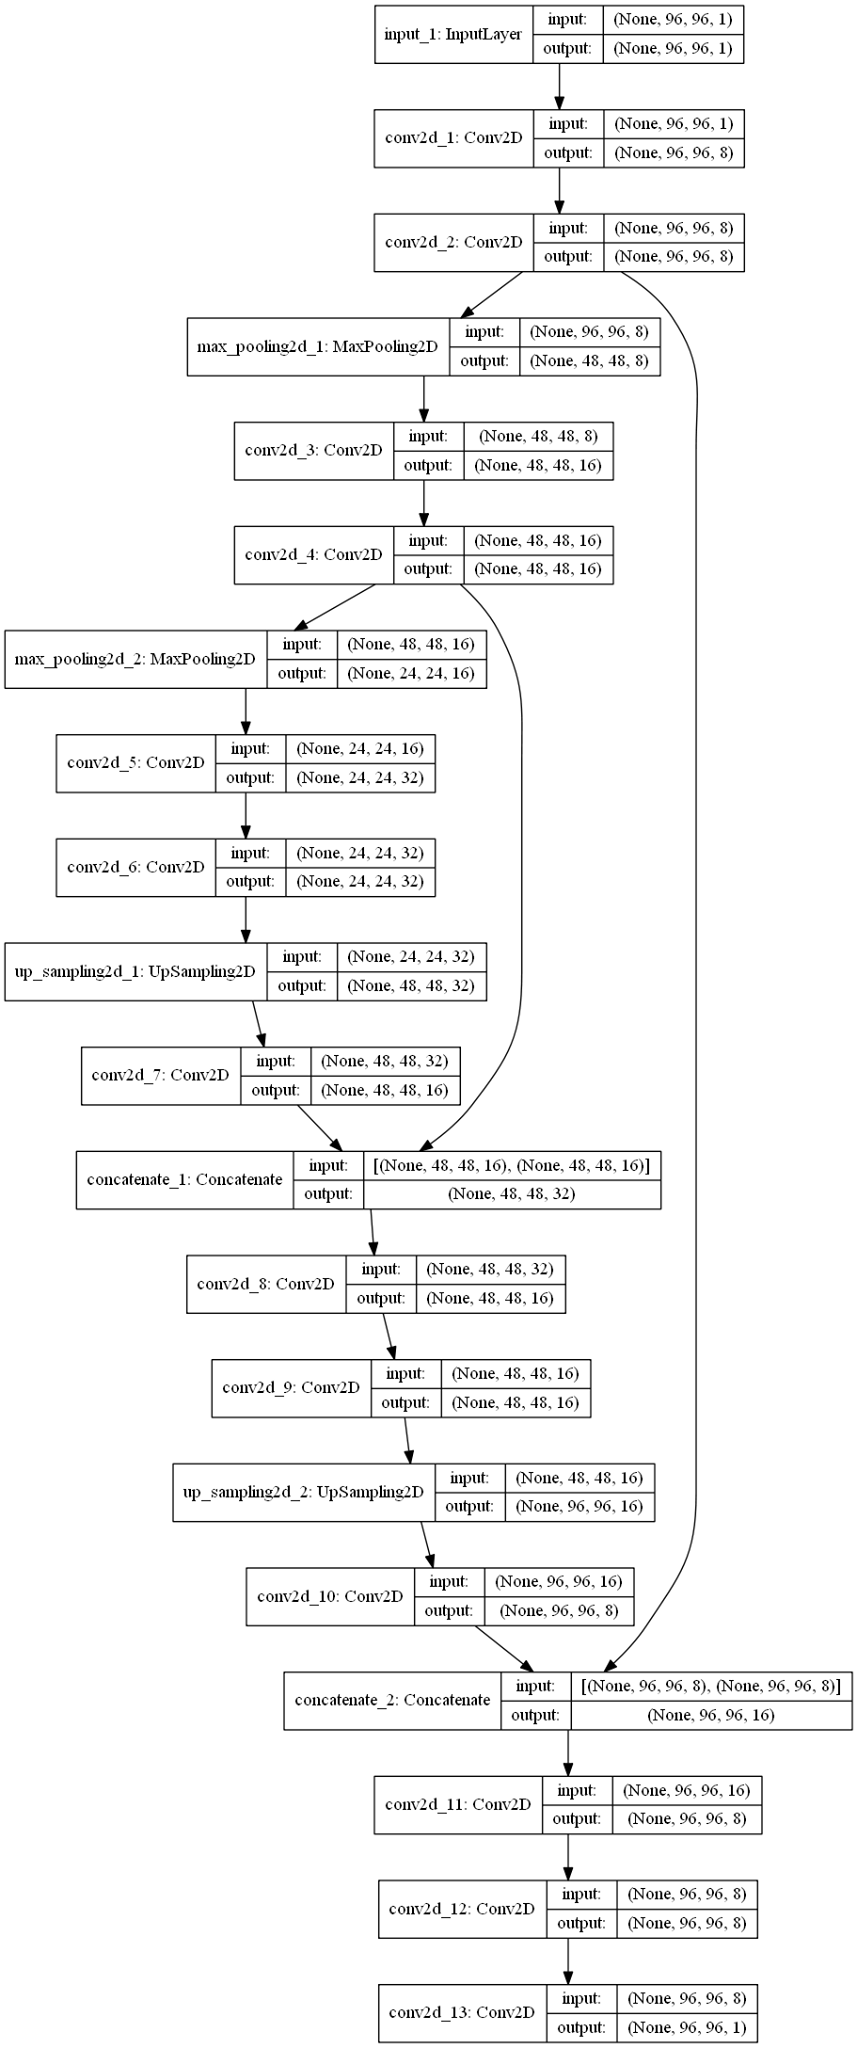 input_1: InputLayer
input: (None, 96, 96, 1)
output: (None, 96, 96, 1)
conv2d_1: Conv2D
input: (None, 96, 96, 1)
output: (None, 96, 96, 8)
conv2d_2: Conv2D
input: (None, 96, 96, 8)
output: (None, 96, 96, 8)
max_pooling2d_1: MaxPooling2D
input: (None, 96, 96, 8)
output: (None, 48, 48, 8)
conv2d_3: Conv2D
input: (None, 48, 48, 8)
output: (None, 48, 48, 16)
conv2d_4: Conv2D
input: (None, 48, 48, 16)
output: (None, 48, 48, 16)
max_pooling2d_2: MaxPooling2D
input: (None, 48, 48, 16)
output: (None, 24, 24, 16)
conv2d_5: Conv2D
input: (None, 24, 24, 16)
output: (None, 24, 24, 32)
conv2d_6: Conv2D
input: (None, 24, 24, 32)
output: (None, 24, 24, 32)
up_sampling2d_1: UpSampling2D
input: (None, 24, 24, 32)
output: (None, 48, 48, 32)
conv2d_7: Conv2D
input: (None, 48, 48, 32)
output: (None, 48, 48, 16)
concatenate_1: Concatenate
input: [(None, 48, 48, 16), (None, 48, 48, 16)]
output: (None, 48, 48, 32)
conv2d_8: Conv2D
input: (None, 48, 48, 32)
output: (None, 48, 48, 16)
conv2d_9: Conv2D
input: (None, 48, 48, 16)
output: (None, 48, 48, 16)
up_sampling2d_2: UpSampling2D
input: (None, 48, 48, 16)
output: (None, 96, 96, 16)
conv2d_10: Conv2D
input: (None, 96, 96, 16)
output: (None, 96, 96, 8)
concatenate_2: Concatenate
input: [(None, 96, 96, 8), (None, 96, 96, 8)]
output: (None, 96, 96, 16)
conv2d_11: Conv2D
input: (None, 96, 96, 16)
output: (None, 96, 96, 8)
conv2d_12: Conv2D
input: (None, 96, 96, 8)
output: (None, 96, 96, 8)
conv2d_13: Conv2D
input: (None, 96, 96, 8)
output: (None, 96, 96, 1)